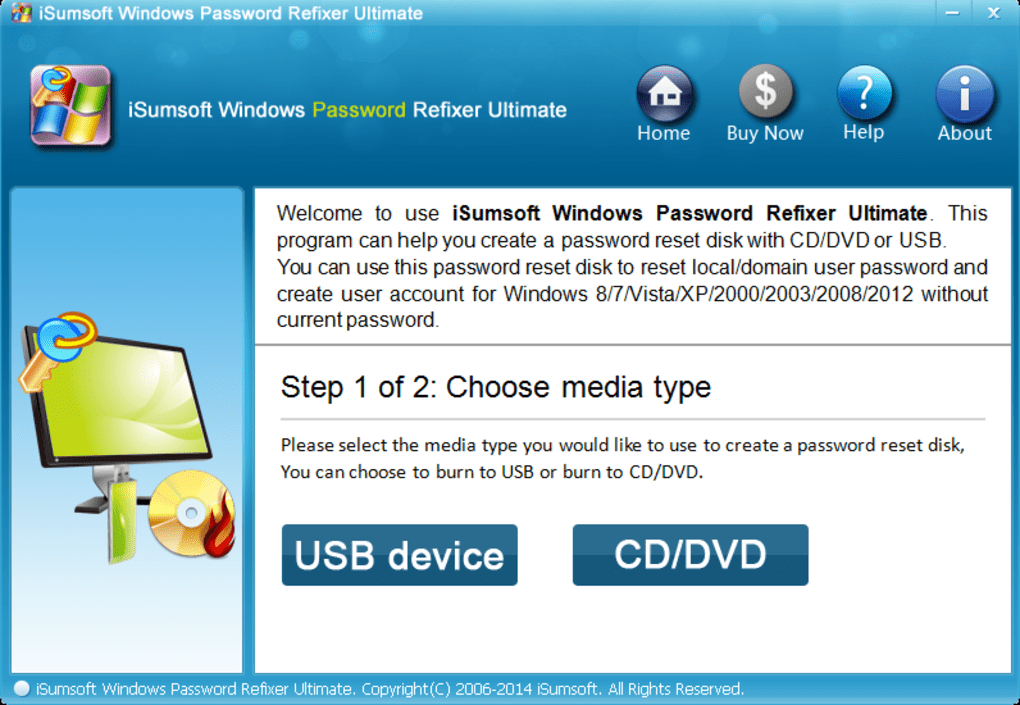 iSumsoft Windows Password Refixer Ultimate
iSumsoft Windows Password Refixer Ultimate
Home
Buy Now
Help
About
Welcome to use iSumsoft Windows Password Refixer Ultimate. This
program can help you create a password reset disk with CD/DVD or USB.
You can use this password reset disk to reset local/domain user password and
create user account for Windows 8/7/Vista/XP/2000/2003/2008/2012 without
current password.
Step 1 of 2: Choose media type
Please select the media type you would like to use to create a password reset disk,
You can choose to burn to USB or burn to CD/DVD.
USB device
CD/DVD
iSumsoft Windows Password Refixer Ultimate. Copyright(C) 2006-2014 iSumsoft. All Rights Reserved.